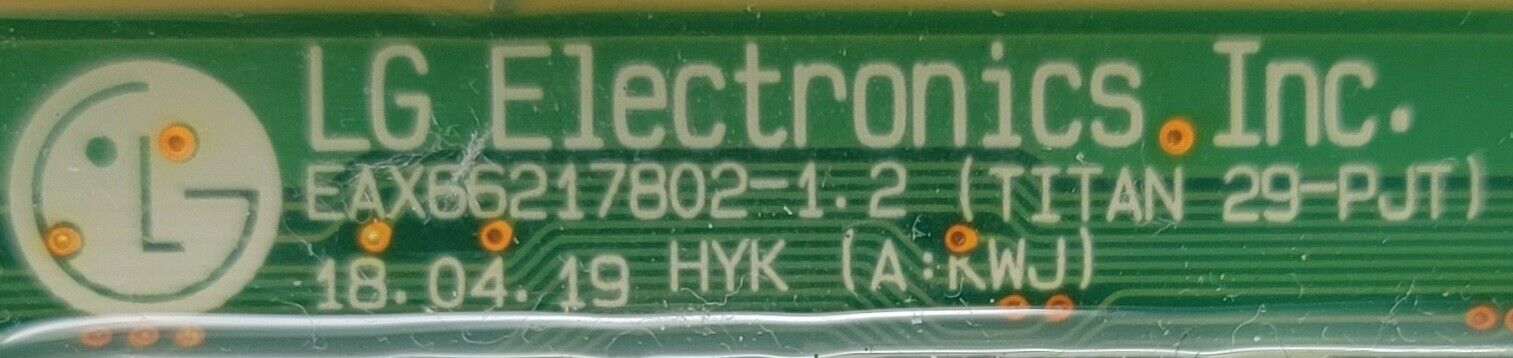 LG Electronics. Inc.
EAX66217802-1.2 (TITAN 29-PJT)
18.04.19 HYK (A:KWJ)